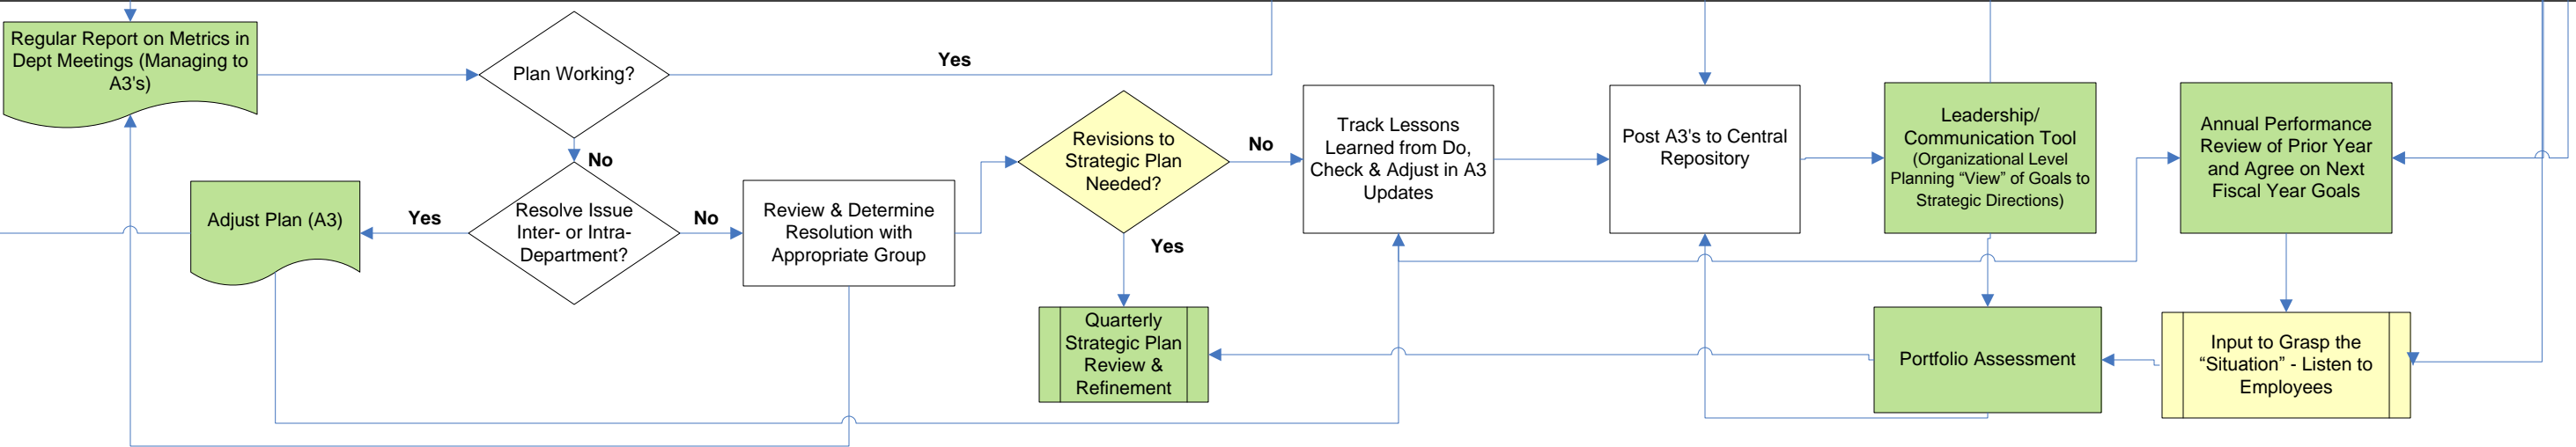 Regular Report on Metrics in
Dept Meetings (Managing to
A3's)
Plan Working?
Yes
No
Adjust Plan (A3)
Yes
Resolve Issue
Inter- or Intra-
Department?
No
Review & Determine
Resolution with
Appropriate Group
Revisions to
Strategic Plan
Needed?
No
Yes
Quarterly
Strategic Plan
Review &
Refinement
Track Lessons
Learned from Do,
Check & Adjust in A3
Updates
Post A3's to Central
Repository
Leadership/
Communication Tool
(Organizational Level
Planning “View” of Goals to
Strategic Directions)
Annual Performance
Review of Prior Year
and Agree on Next
Fiscal Year Goals
Portfolio Assessment
Input to Grasp the
“Situation” - Listen to
Employees